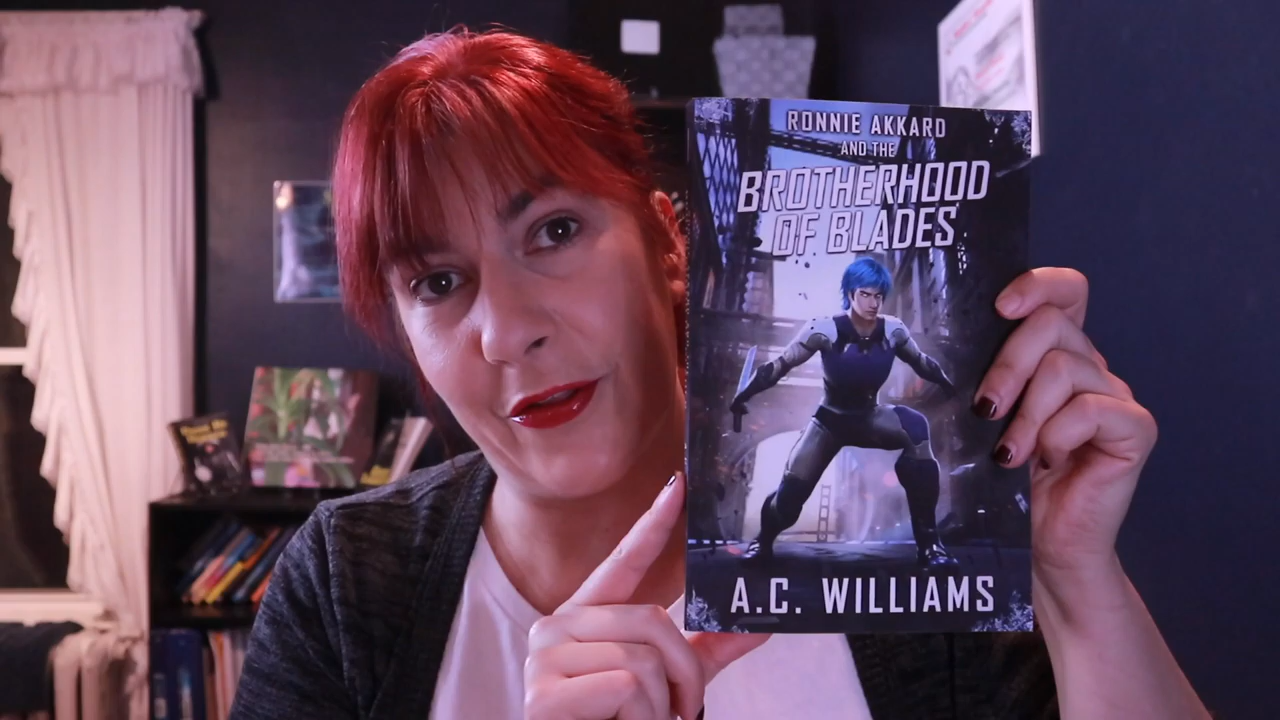 RONNIE AKKARD
AND THE
BROTHERHOOD
OF BLADES
A.C. WILLIAMS